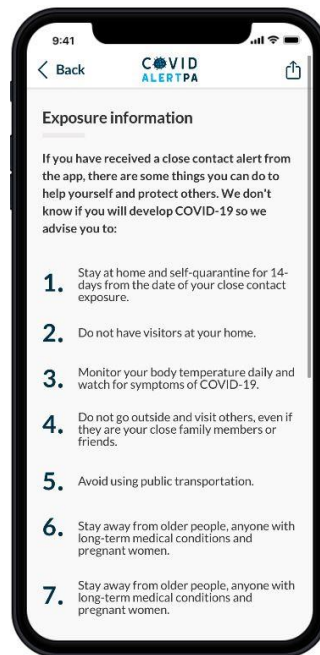 9:41
Back
COVID
ALERTPA
Exposure information
If you have received a close contact alert from
the app, there are some things you can do to
help yourself and protect others. We don't
know if you will develop COVID-19 so we
advise you to:
1. Stay at home and self-quarantine for 14-
days from the date of your close contact
exposure.
2. Do not have visitors at your home.
3. Monitor your body temperature daily and
watch for symptoms of COVID-19.
4. Do not go outside and visit others, even if
they are your close family members or
friends.
5. Avoid using public transportation.
6. Stay away from older people, anyone with
long-term medical conditions and
pregnant women.
7. Stay away from older people, anyone with
long-term medical conditions and
pregnant women.